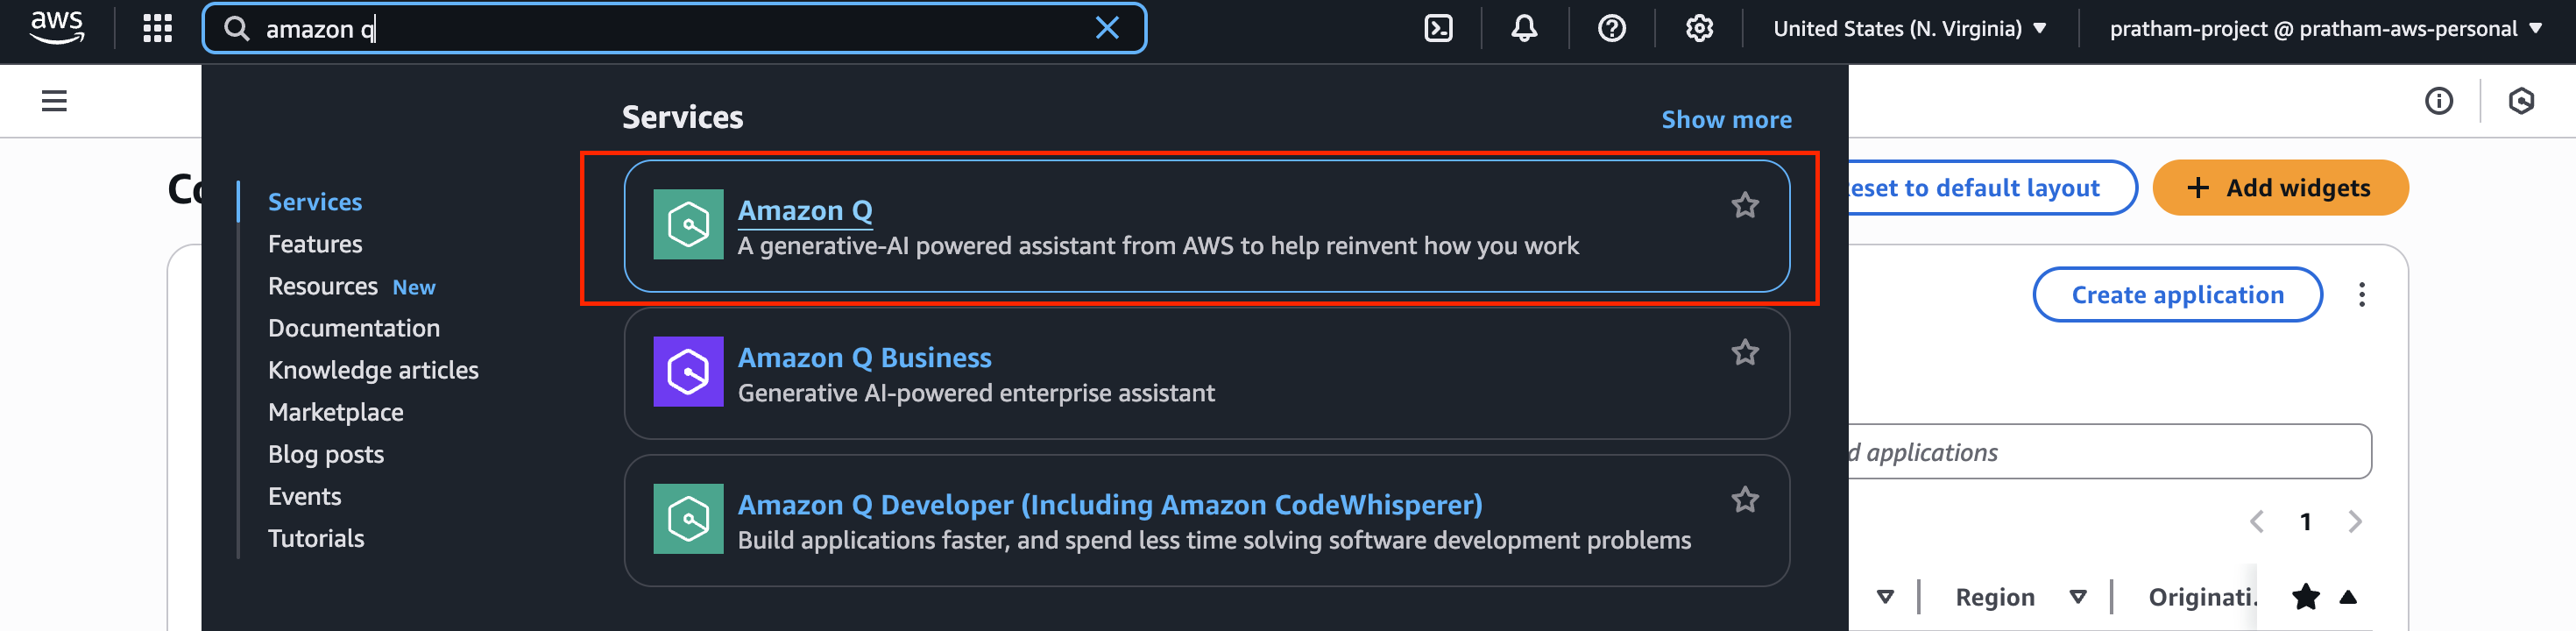 aws
amazon q
United States (N. Virginia)
pratham-project @ pratham-aws-personal
Services
Features
Resources New
Documentation
Knowledge articles
Marketplace
Blog posts
Events
Tutorials
Services
Show more
Amazon Q
A generative-AI powered assistant from AWS to help reinvent how you work
Amazon Q Business
Generative AI-powered enterprise assistant
Amazon Q Developer (Including Amazon CodeWhisperer)
Build applications faster, and spend less time solving software development problems
Co
eset to default layout
+ Add widgets
Create application
d applications
1
Region
Originati.